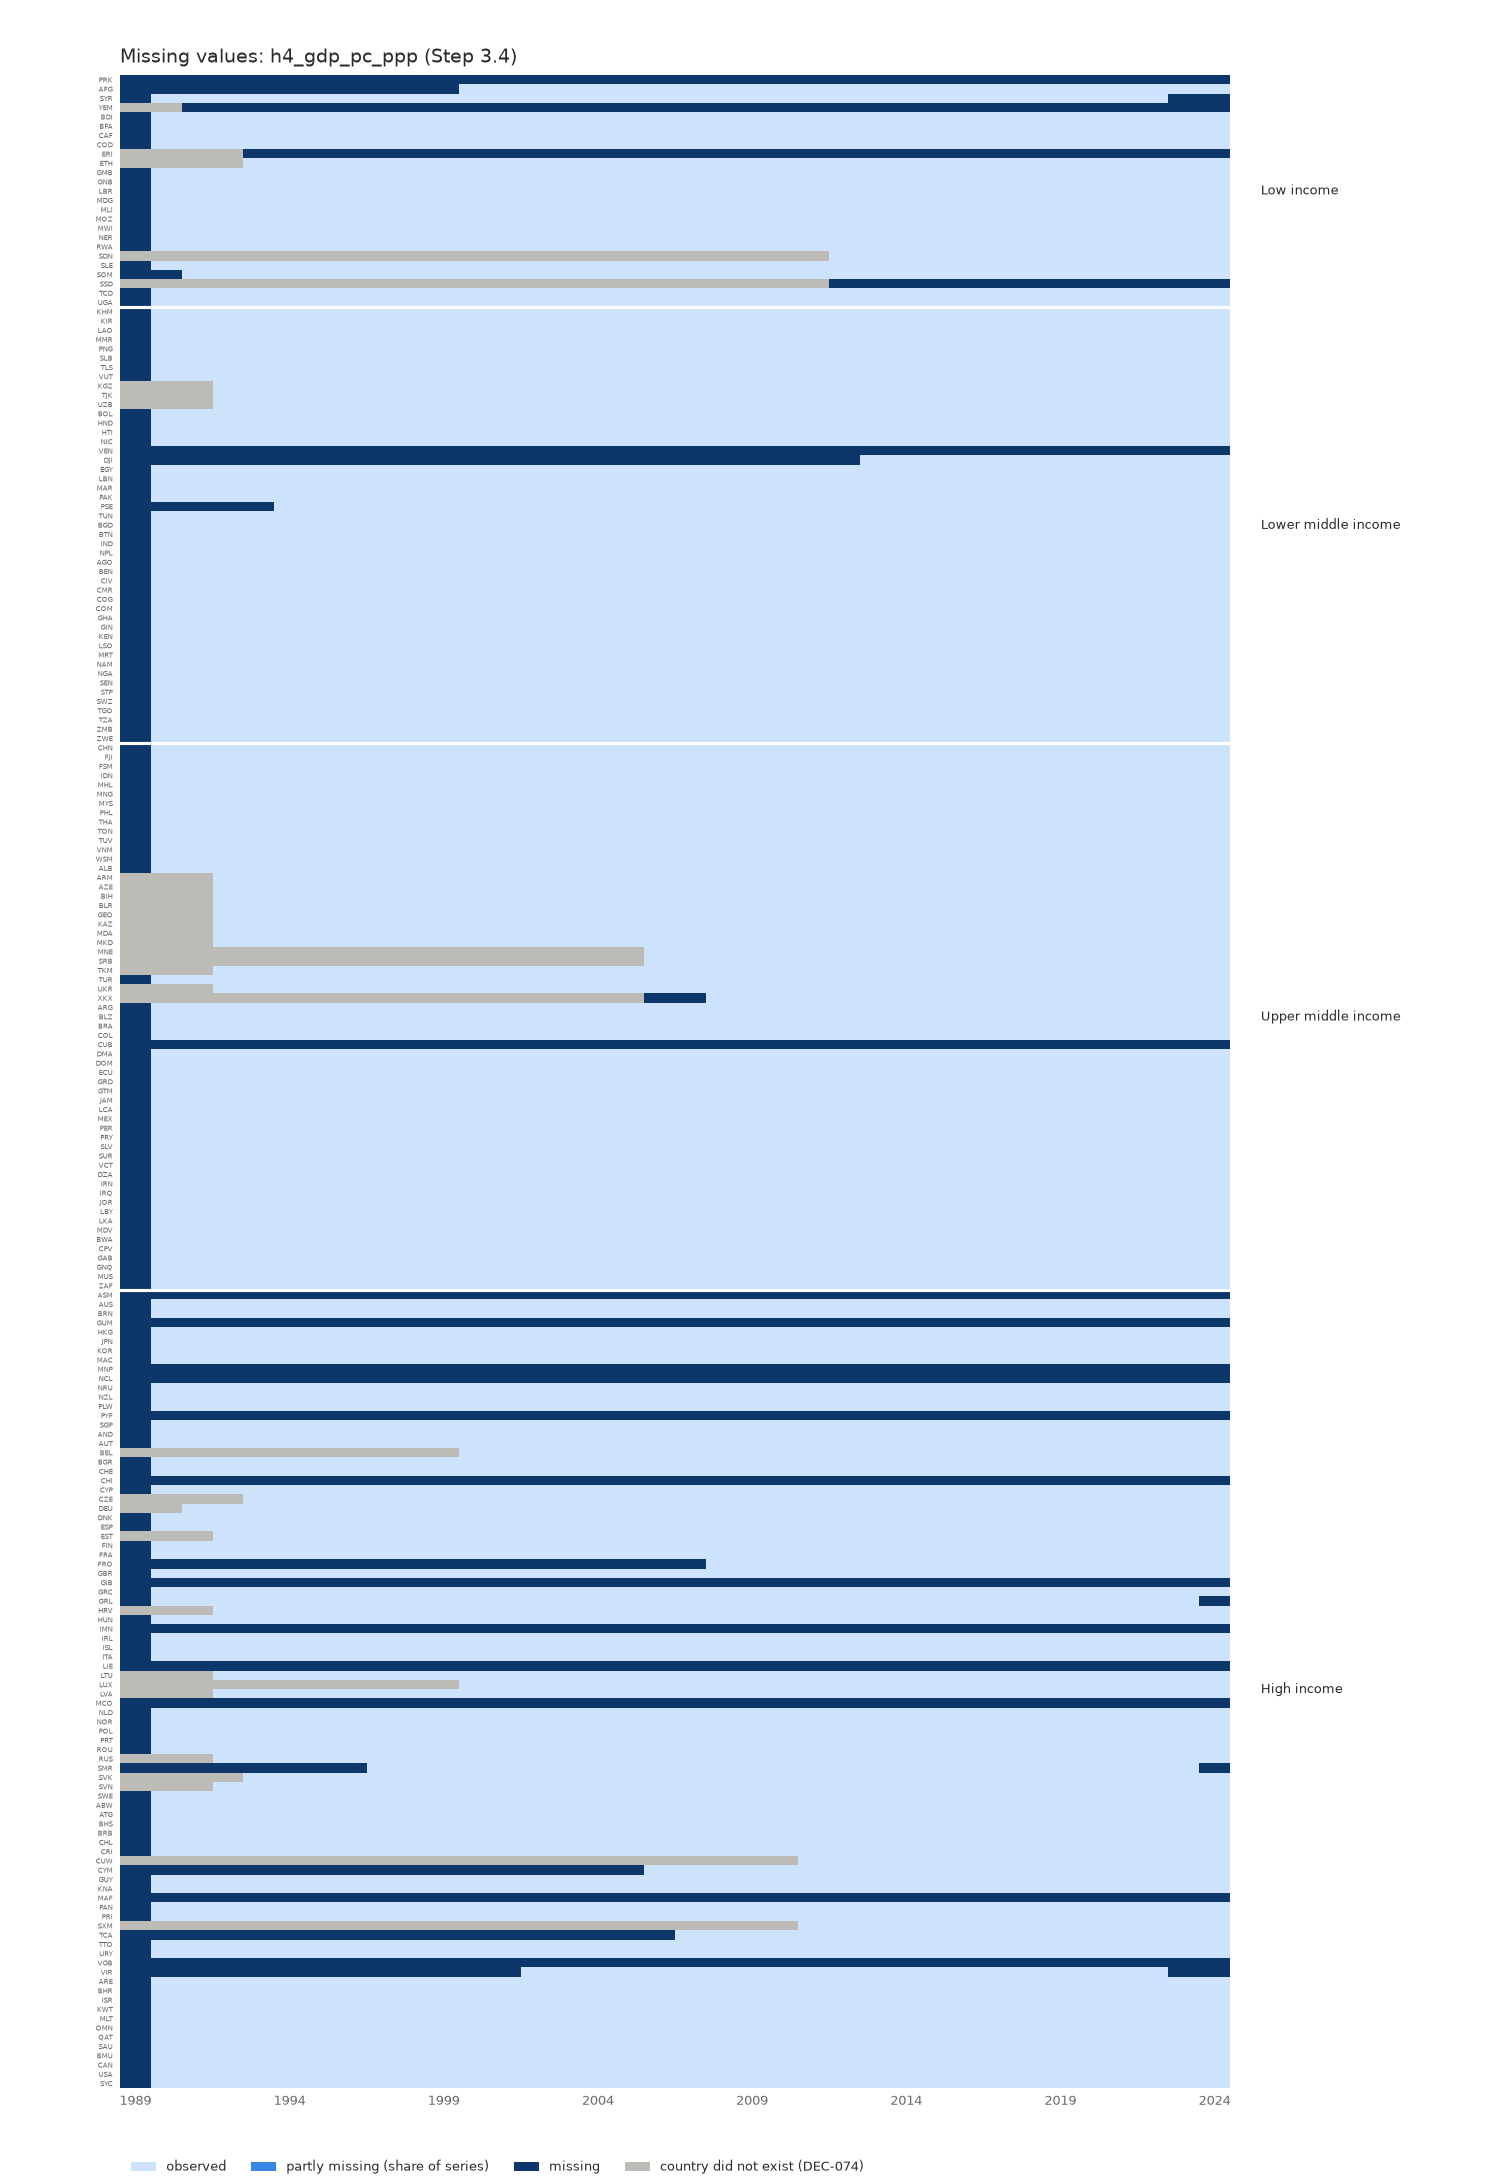 Missing values: h4_gdp_pc_ppp (Step 3.4)
PRK
AFG
SYR
YEM
BDI
BFA
CAF
COD
ERI
ETH
GMB
GNB
LBR
MDG
MLI
MOZ
MWI
NER
RWA
SDN
SLE
SOM
SSD
TCD
UGA
Low income
KHM
KIR
LAO
MMR
PNG
SLB
TLS
VUT
KGZ
TJK
UZB
BOL
HND
HTI
NIC
VEN
DJI
EGY
LBN
MAR
PAK
PSE
TUN
BGD
BTN
IND
NPL
AGO
BEN
CIV
CMR
COG
COM
GHA
GIN
KEN
LSO
MRT
NAM
NGA
SEN
STP
SWZ
TGO
TZA
ZMB
ZWE
Lower middle income
CHN
FJI
FSM
IDN
MHL
MNG
MYS
PHL
THA
TON
TUV
VNM
WSM
ALB
ARM
AZE
BIH
BLR
GEO
KAZ
MDA
MKD
MNE
SRB
TKM
TUR
UKR
XKX
ARG
BLZ
BRA
COL
CUB
DMA
DOM
ECU
GRD
GTM
JAM
LCA
MEX
PER
PRY
SLV
SUR
VCT
DZA
IRN
IRQ
JOR
LBY
LKA
MDV
BWA
CPV
GAB
GNQ
MUS
ZAF
Upper middle income
ASM
AUS
BRN
GUM
HKG
JPN
KOR
MAC
MNP
NCL
NRU
NZL
PLW
PYF
SGP
AND
AUT
BEL
BGR
CHE
CHI
CYP
CZE
DEU
DNK
ESP
EST
FIN
FRA
FRO
GBR
GIB
GRC
GRL
HRV
HUN
IMN
IRL
ISL
ITA
LIE
LTU
LUX
LVA
MCO
NLD
NOR
POL
PRT
ROU
RUS
SMR
SVK
SVN
SWE
ABW
ATG
BHS
BRB
CHL
CRI
CUW
CYM
GUY
KNA
MAF
PAN
PRI
SXM
TCA
TTO
URY
VGB
VIR
ARE
BHR
ISR
KWT
MLT
OMN
QAT
SAU
BMU
CAN
USA
SYC
High income
1989 1994 1999 2004 2009 2014 2019 2024
observed partly missing (share of series) missing country did not exist (DEC-074)